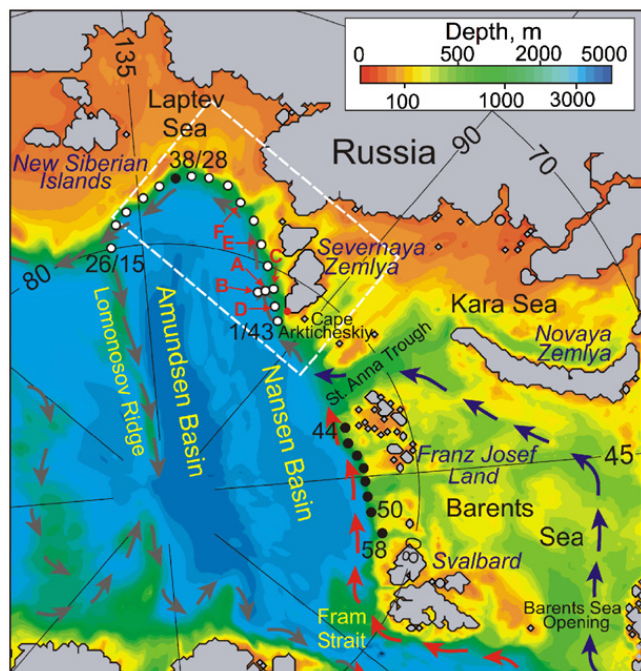 Depth, m
0 500 2000 5000
100 1000 3000
135
Laptev
Sea
90
70
Russia
New Siberian
Islands
38/28
F
E
C
A
B
D
Severnaya
Zemlya
80
26/15
1/43
Cape
Arkticheskiy
Kara Sea
Novaya
Zemlya
Lomonosov Ridge
Amundsen Basin
Nansen Basin
St. Anna Trough
44
Franz Josef
Land
45
50
Barents
Sea
58
Svalbard
Fram
Strait
Barents Sea
Opening